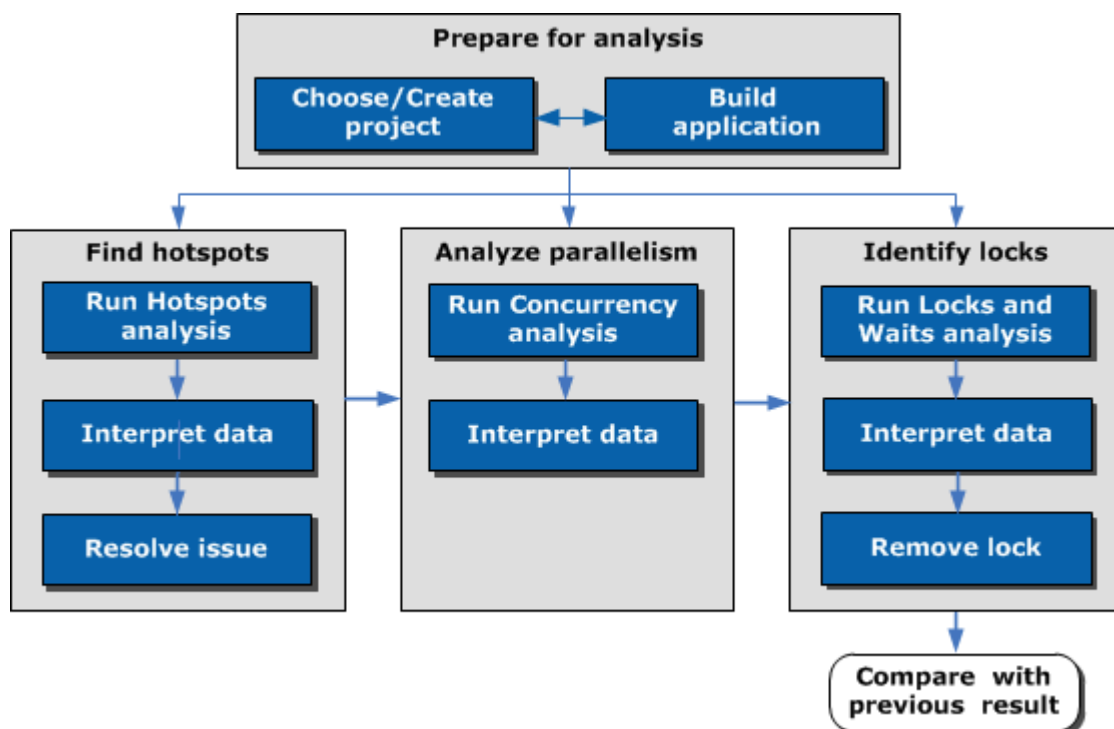 Prepare for analysis
Choose/Create
project
Build
application
Find hotspots
Run Hotspots
analysis
Interpret data
Resolve issue
Analyze parallelism
Run Concurrency
analysis
Interpret data
Identify locks
Run Locks and
Waits analysis
Interpret data
Remove lock
Compare with
previous result